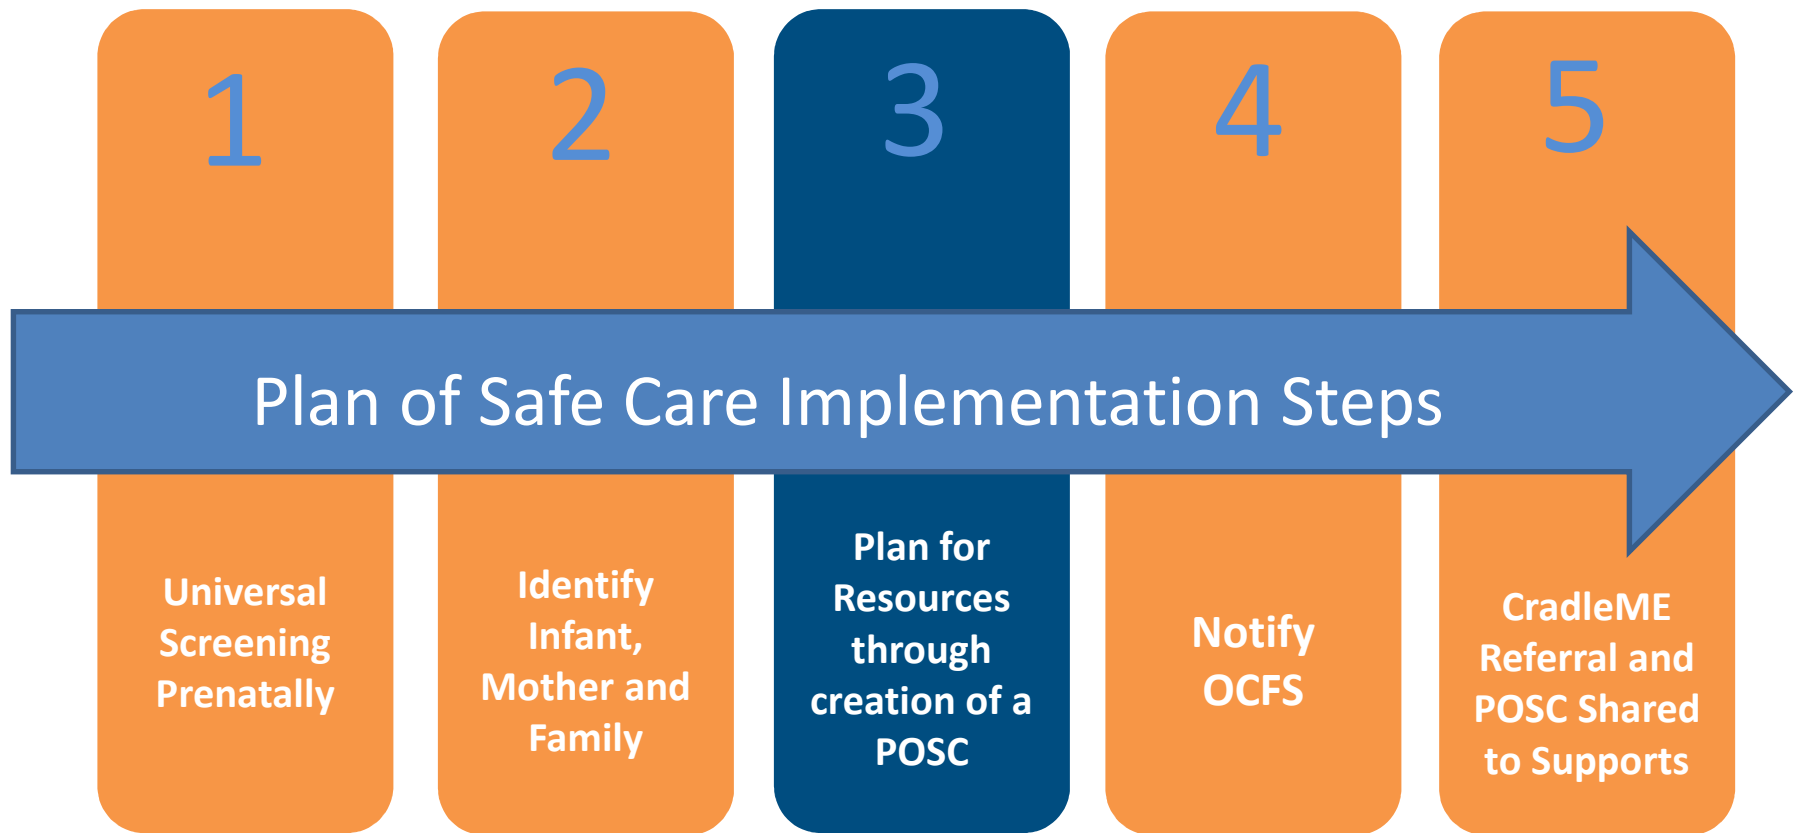 1
2
3
4
5
Plan of Safe Care Implementation Steps
Universal
Screening
Prenatally
Identify
Infant,
Mother and
Family
Plan for
Resources
through
creation of a
POSC
Notify
OCFS
CradleME
Referral and
POSC Shared
to Supports